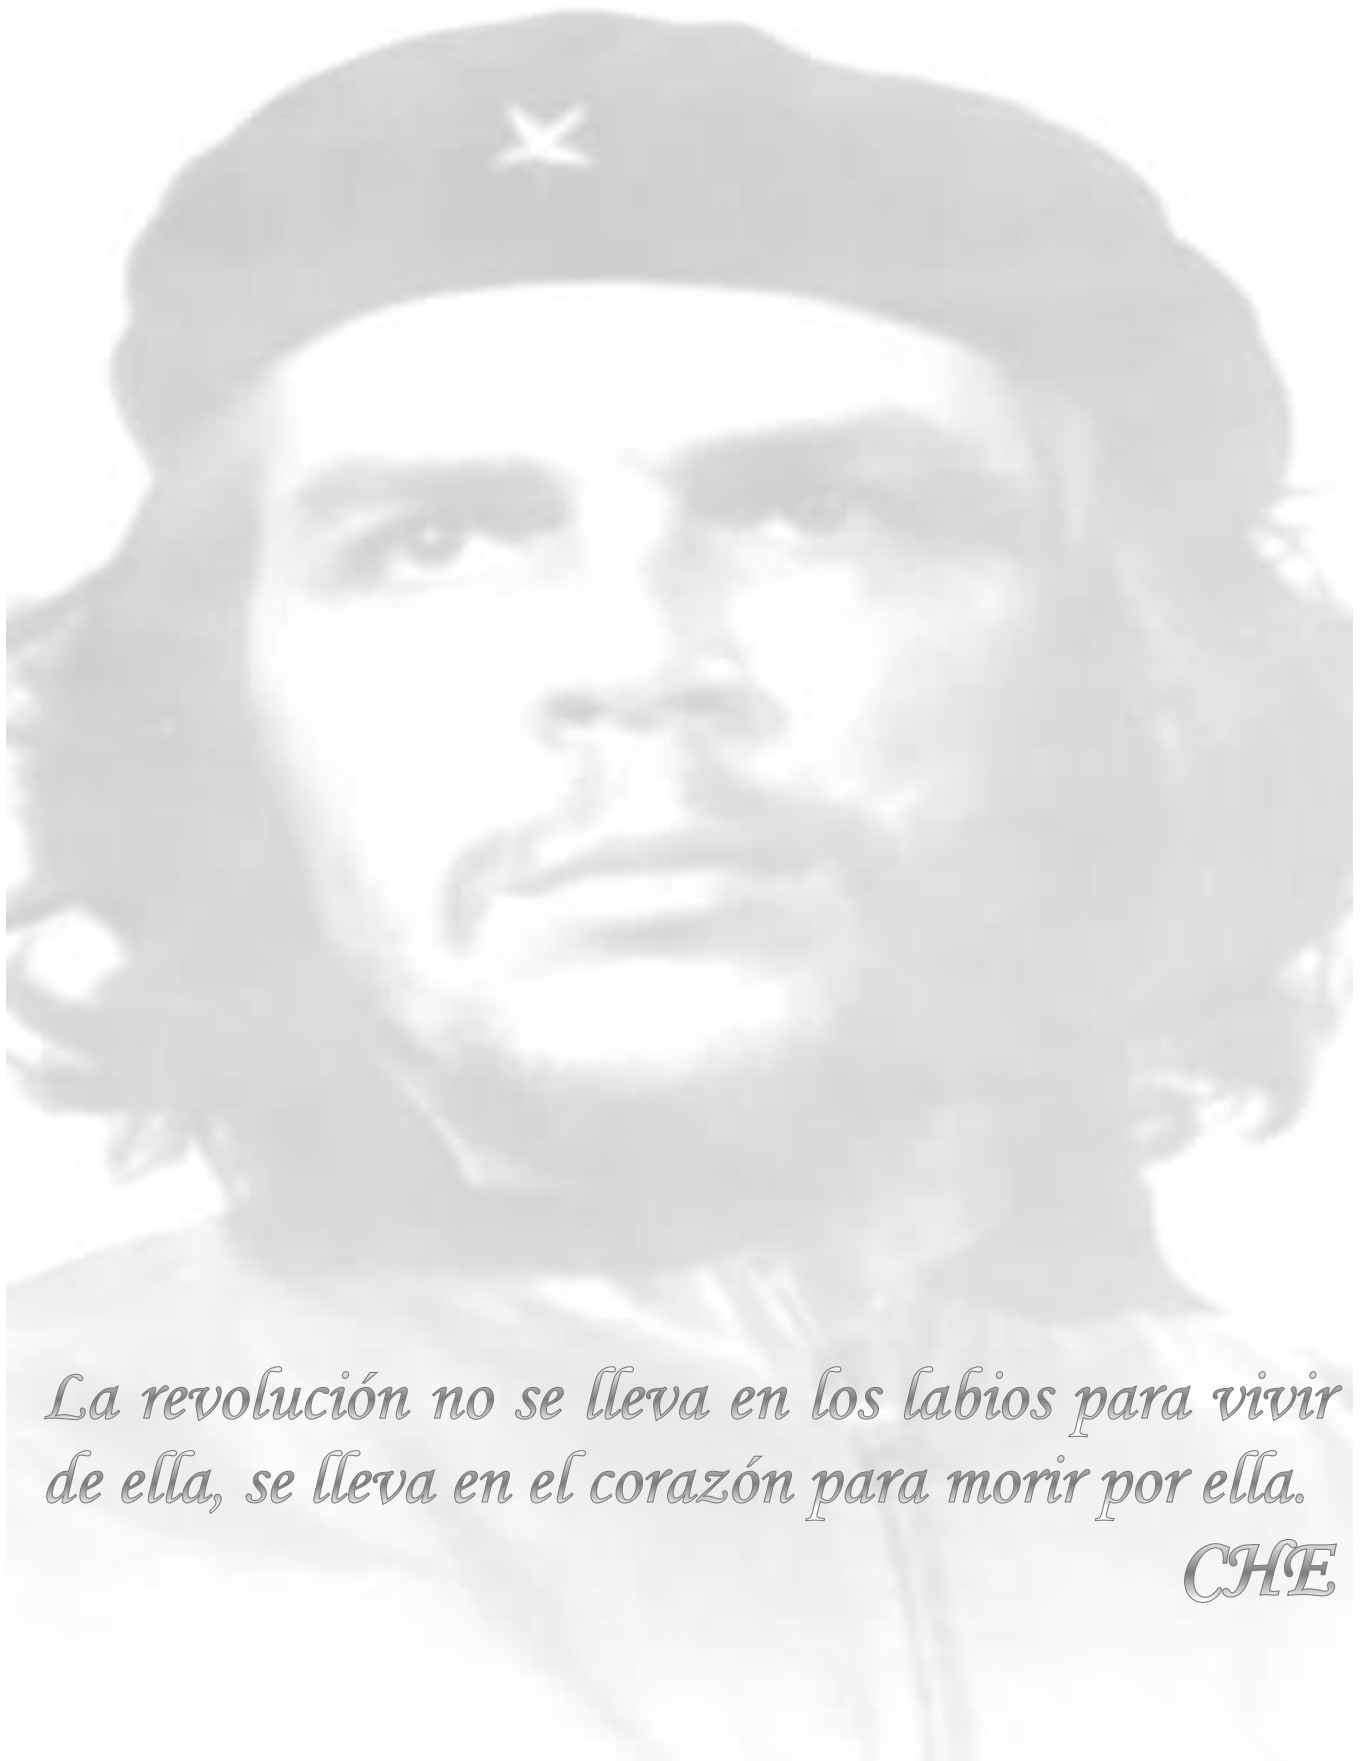 La revolución no se lleva en los labios para vivir
de ella, se lleva en el corazón para morir por ella.
CHE